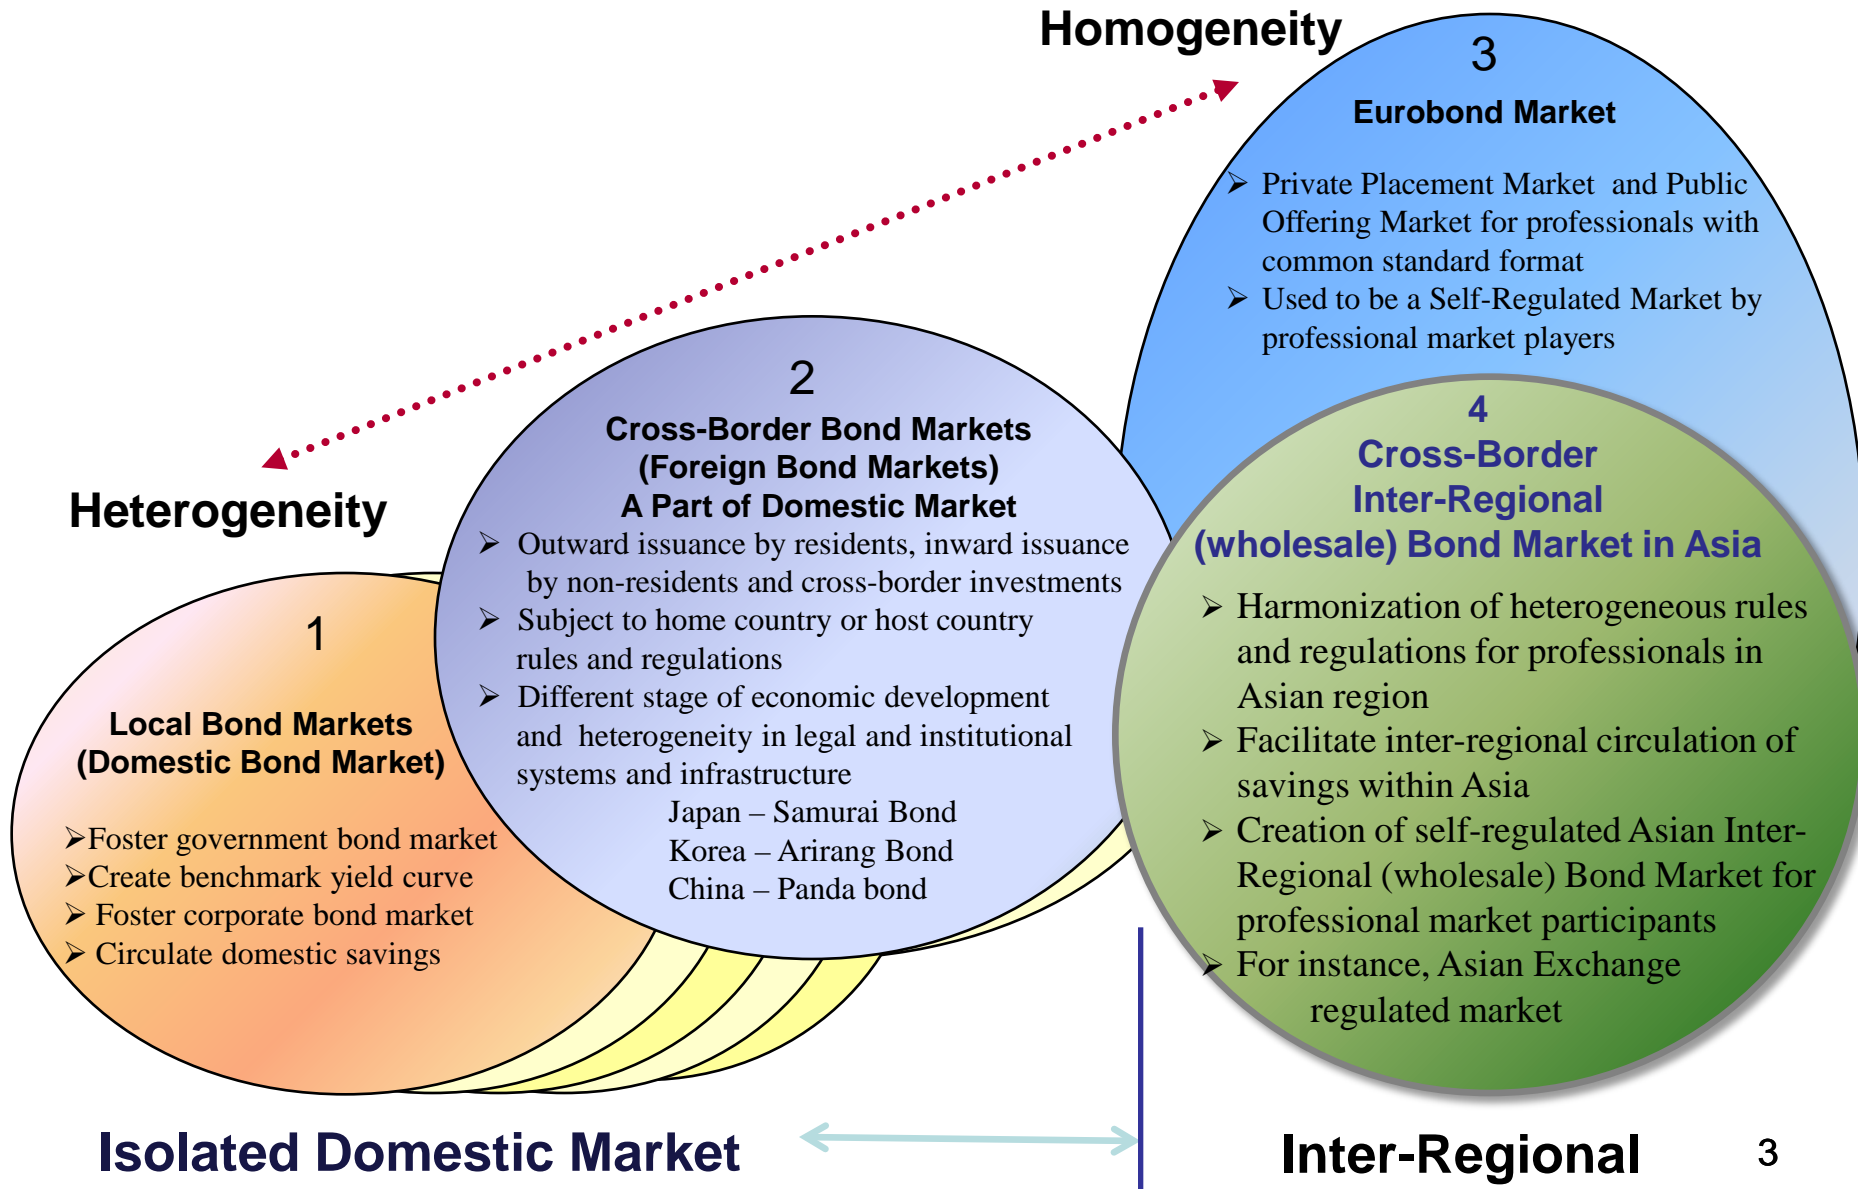 Homogeneity
Heterogeneity
1
Local Bond Markets
(Domestic Bond Market)
➢Foster government bond market
➢Create benchmark yield curve
➢ Foster corporate bond market
➢ Circulate domestic savings
2
Cross-Border Bond Markets
(Foreign Bond Markets)
A Part of Domestic Market
➢ Outward issuance by residents, inward issuance
by non-residents and cross-border investments
➢ Subject to home country or host country
rules and regulations
➢ Different stage of economic development
and heterogeneity in legal and institutional
systems and infrastructure
Japan – Samurai Bond
Korea – Arirang Bond
China – Panda bond
3
Eurobond Market
➢ Private Placement Market and Public
Offering Market for professionals with
common standard format
➢ Used to be a Self-Regulated Market by
professional market players
4
Cross-Border
Inter-Regional
(wholesale) Bond Market in Asia
➢ Harmonization of heterogeneous rules
and regulations for professionals in
Asian region
➢ Facilitate inter-regional circulation of
savings within Asia
➢ Creation of self-regulated Asian Inter-
Regional (wholesale) Bond Market for
professional market participants
➢ For instance, Asian Exchange
regulated market
Isolated Domestic Market
Inter-Regional
3